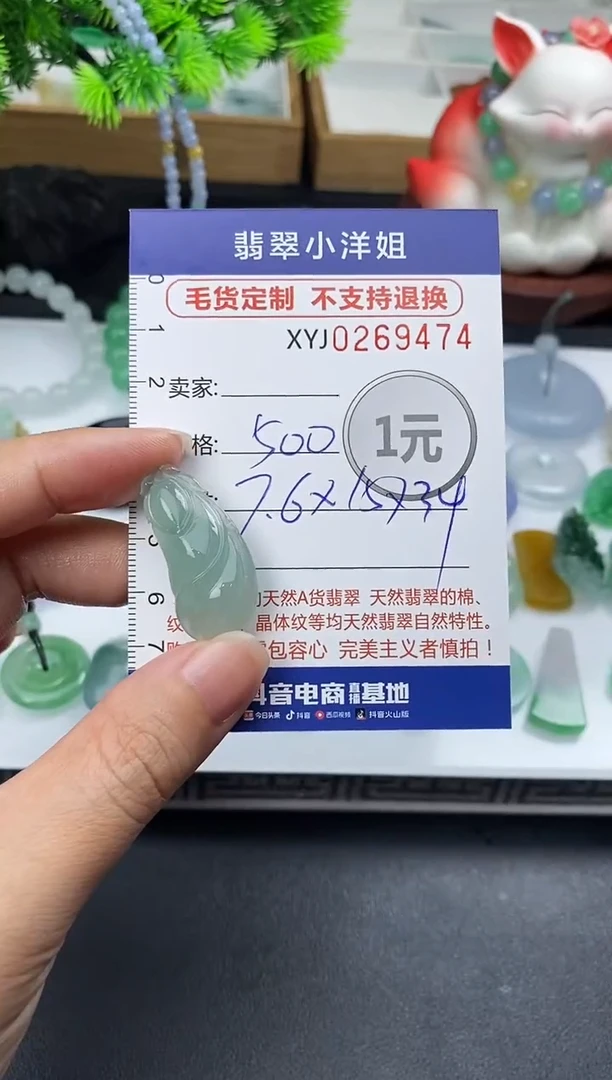 翡翠小洋姐
毛货定制 不支持退换
XYJ0269474
0
1
2
卖家:
1元
格: 500
7.6×15×34
5
6
天然A货翡翠 天然翡翠的棉、
纹 晶体纹等均天然翡翠自然特性。
7
包容心 完美主义者慎拍！
抖音电商直播基地
今日头条 抖音 西瓜视频 抖音火山版